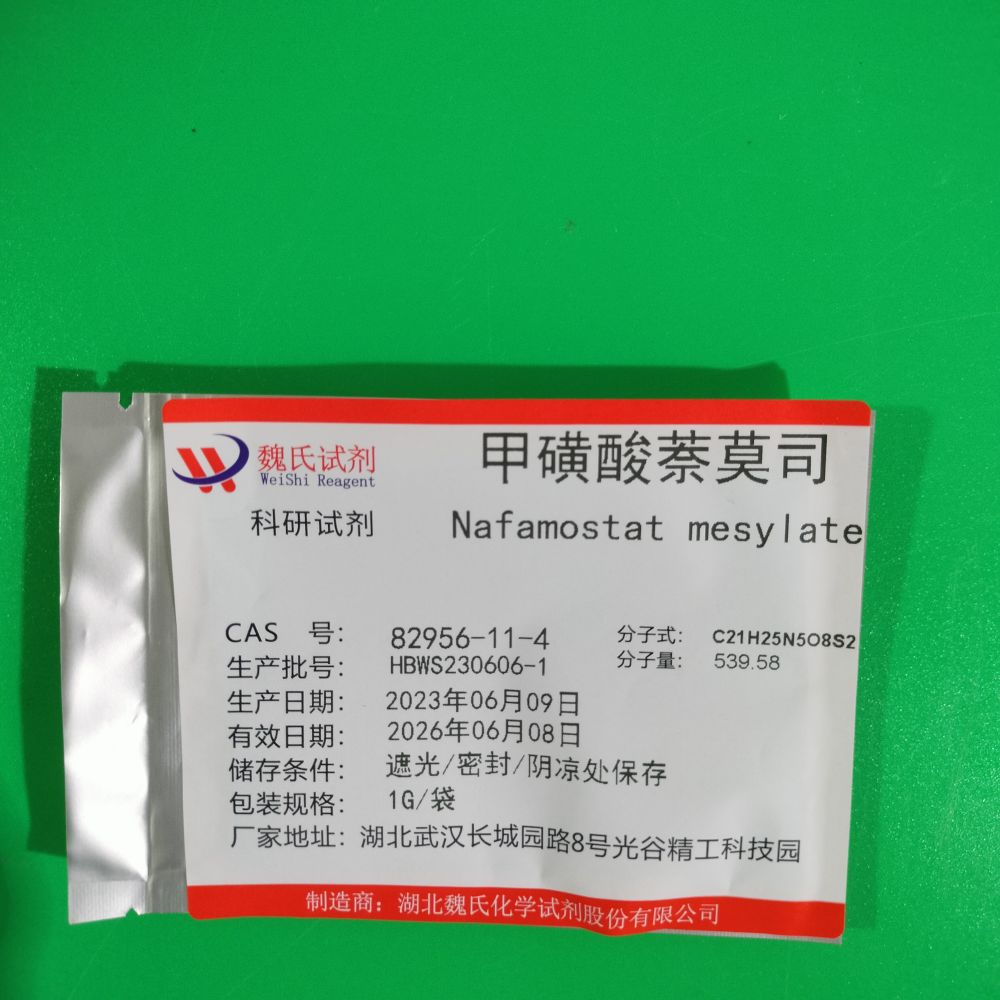 魏氏试剂
WeiShi Reagent
科研试剂
甲磺酸萘莫司
Nafamostat mesylate
CAS 号: 82956-11-4
分子式: C21H25N5O8S2
生产批号: HBWS230606-1
分子量: 539.58
生产日期: 2023年06月09日
有效日期: 2026年06月08日
储存条件: 遮光/密封/阴凉处保存
包装规格: 1G/袋
厂家地址: 湖北武汉长城园路8号光谷精工科技园
制造商: 湖北魏氏化学试剂股份有限公司